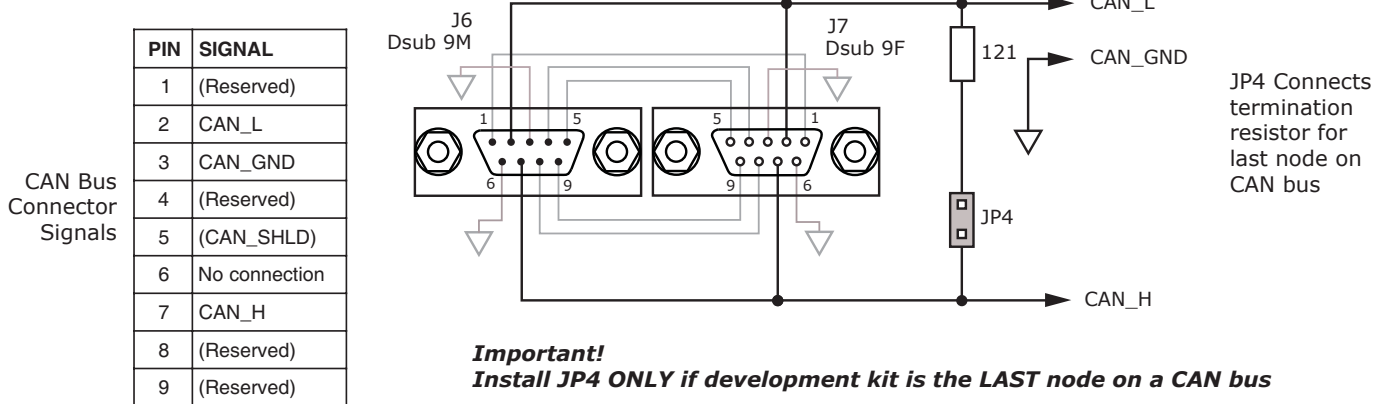 CAN Bus
Connector
Signals
PIN SIGNAL
1 (Reserved)
2 CAN_L
3 CAN_GND
4 (Reserved)
5 (CAN_SHLD)
6 No connection
7 CAN_H
8 (Reserved)
9 (Reserved)
J6
Dsub 9M
1 5
6 9
J7
Dsub 9F
5 1
9 6
CAN_L
121
CAN_GND
JP4
CAN_H
JP4 Connects
termination
resistor for
last node on
CAN bus
Important!
Install JP4 ONLY if development kit is the LAST node on a CAN bus